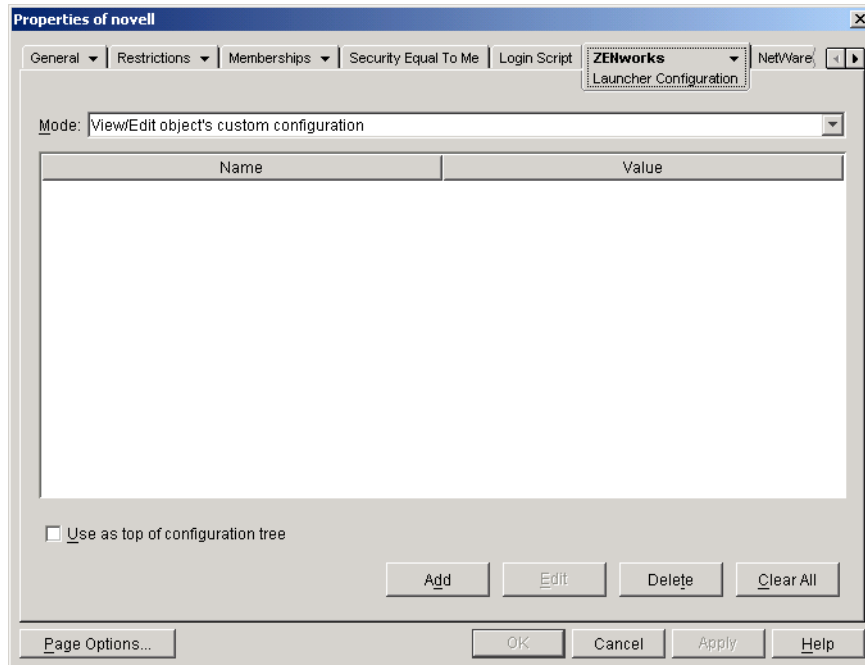 Properties of novell
General Restrictions Memberships Security Equal To Me Login Script ZENworks NetWare
Launcher Configuration
Mode: View/Edit object's custom configuration
Name Value
Use as top of configuration tree
Add Edit Delete Clear All
Page Options... OK Cancel Apply Help